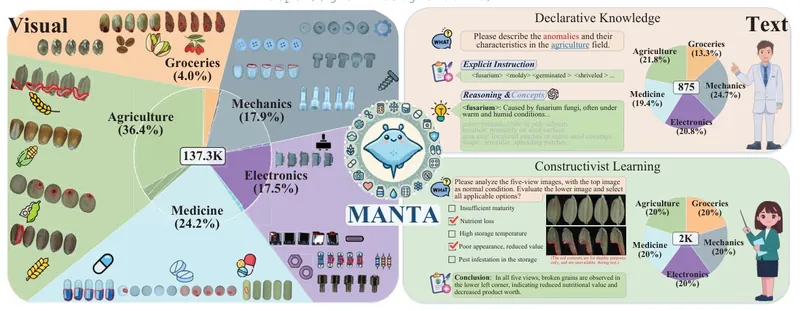 Visual
Groceries
(4.0%)
Agriculture
(36.4%)
Mechanics
(17.9%)
137.3K
Electronics
(17.5%)
Medicine
(24.2%)
MANTA
Declarative Knowledge
Text
WHAT?
Please describe the anomalies and their
characteristics in the agriculture field.
Explicit Instruction
<fusarium> <moldy> <germinated > <shriveled > ...
Reasoning &Concepts
<fusarium>: Caused by fusarium fungi, often under
warm and humid conditions...
Agriculture
(21.8%)
Groceries
(13.3%)
875
Mechanics
(24.7%)
Medicine
(19.4%)
Electronics
(20.8%)
Constructivist Learning
WHAT?
Please analyze the five-view images, with the top image
as normal condition. Evaluate the lower image and select
all applicable options?
Insufficient maturity
Nutrient loss
High storage temperature
Poor appearance, reduced value
Pest infestation in the storage
Conclusion: In all five views, broken grains are observed in
the lower left corner, indicating reduced nutritional value and
decreased product worth.
Agriculture
(20%)
Groceries
(20%)
2K
Medicine
(20%)
Mechanics
(20%)
Electronics
(20%)